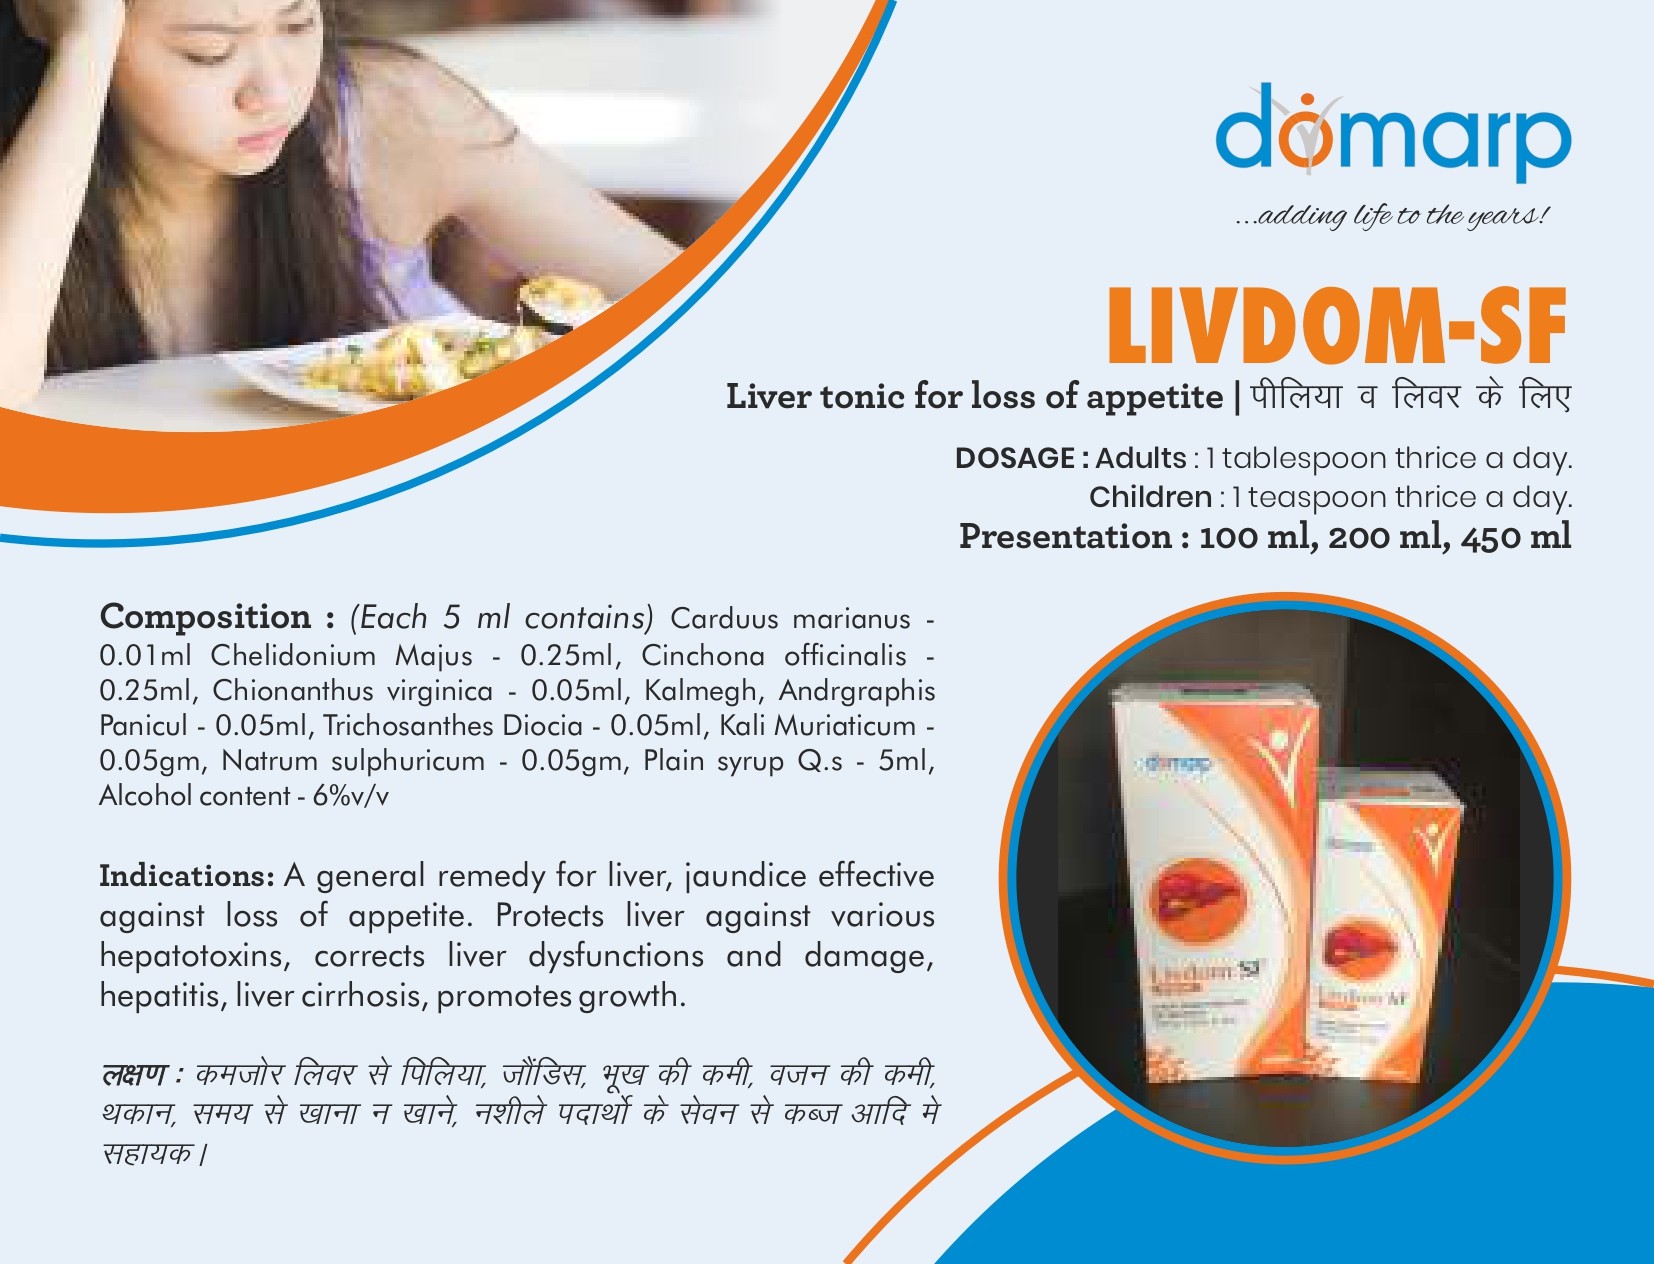 domarp
...adding life to the years!
LIVDOM-SF
Liver tonic for loss of appetite | पीलिया व लिवर के लिए
DOSAGE : Adults : 1 tablespoon thrice a day.
Children : 1 teaspoon thrice a day.
Presentation : 100 ml, 200 ml, 450 ml
Composition : (Each 5 ml contains) Carduus marianus -
0.01ml Chelidonium Majus - 0.25ml, Cinchona officinalis -
0.25ml, Chionanthus virginica - 0.05ml, Kalmegh, Andrgraphis
Panicul - 0.05ml, Trichosanthes Diocia - 0.05ml, Kali Muriaticum -
0.05gm, Natrum sulphuricum - 0.05gm, Plain syrup Q.s - 5ml,
Alcohol content - 6%v/v
Indications: A general remedy for liver, jaundice effective
against loss of appetite. Protects liver against various
hepatotoxins, corrects liver dysfunctions and damage,
hepatitis, liver cirrhosis, promotes growth.
लक्षण : कमजोर लिवर से पिलिया, जौंडिस, भूख की कमी, वजन की कमी,
थकान, समय से खाना न खाने, नशीले पदार्थो के सेवन से कब्ज आदि मे
सहायक।
domarp
Livdom SF
Livdom SF